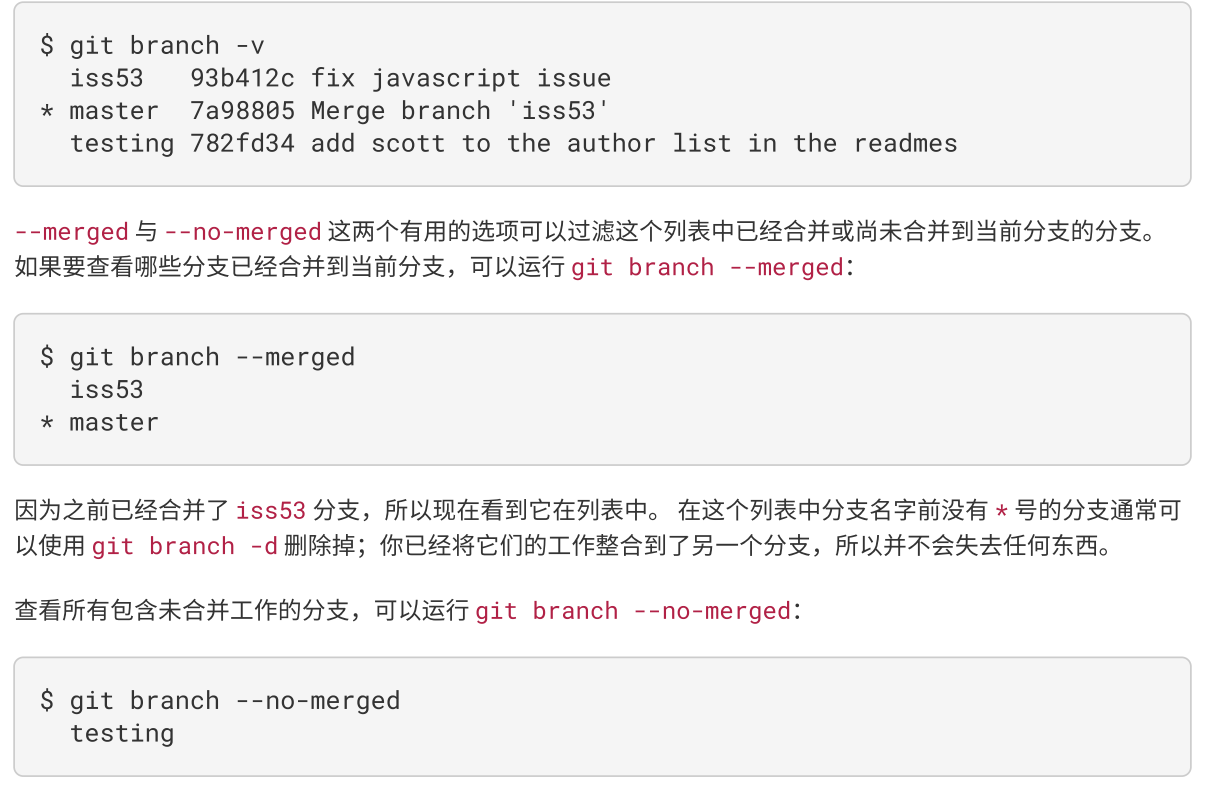 $ git branch -v
  iss53   93b412c fix javascript issue
* master  7a98805 Merge branch 'iss53'
  testing 782fd34 add scott to the author list in the readmes
--merged 与 --no-merged 这两个有用的选项可以过滤这个列表中已经合并或尚未合并到当前分支的分支。
如果要查看哪些分支已经合并到当前分支，可以运行 git branch --merged：
$ git branch --merged
  iss53
* master
因为之前已经合并了 iss53 分支，所以现在看到它在列表中。 在这个列表中分支名字前没有 * 号的分支通常可
以使用 git branch -d 删除掉；你已经将它们的工作整合到了另一个分支，所以并不会失去任何东西。
查看所有包含未合并工作的分支，可以运行 git branch --no-merged：
$ git branch --no-merged
  testing